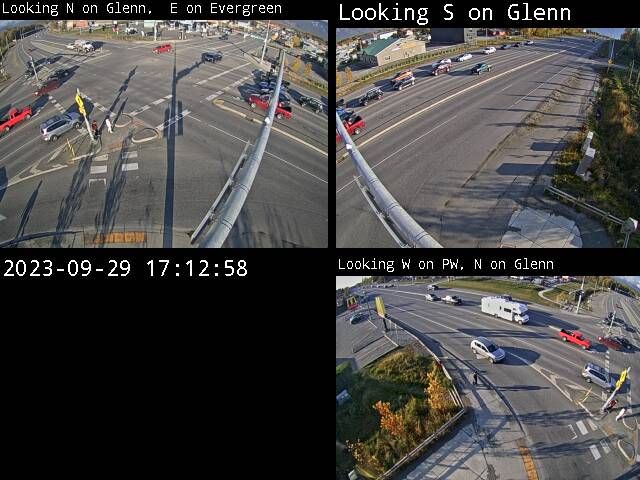 Looking N on Glenn, E on Evergreen
Looking S on Glenn
2023-09-29 17:12:58
Looking W on PW, N on Glenn